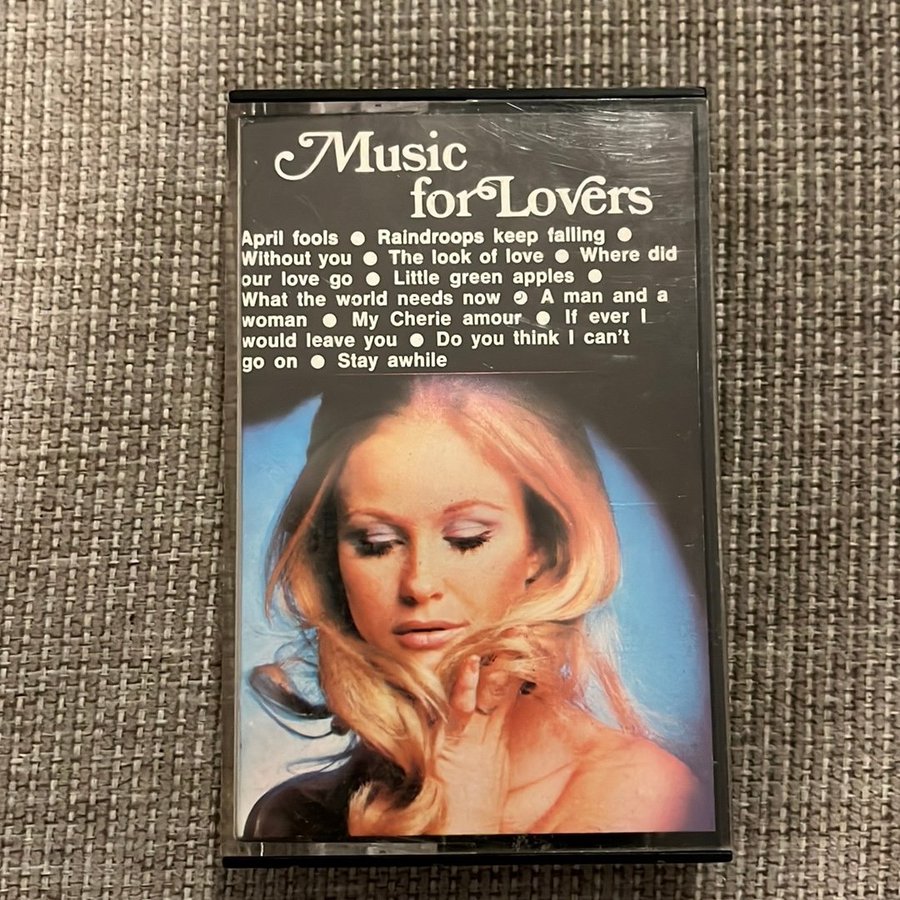 Music
for Lovers
April fools ● Raindroops keep falling ●
Without you ● The look of love ● Where did
our love go ● Little green apples ●
What the world needs now ● A man and a
woman ● My Cherie amour ● If ever I
would leave you ● Do you think I can't
go on ● Stay awhile